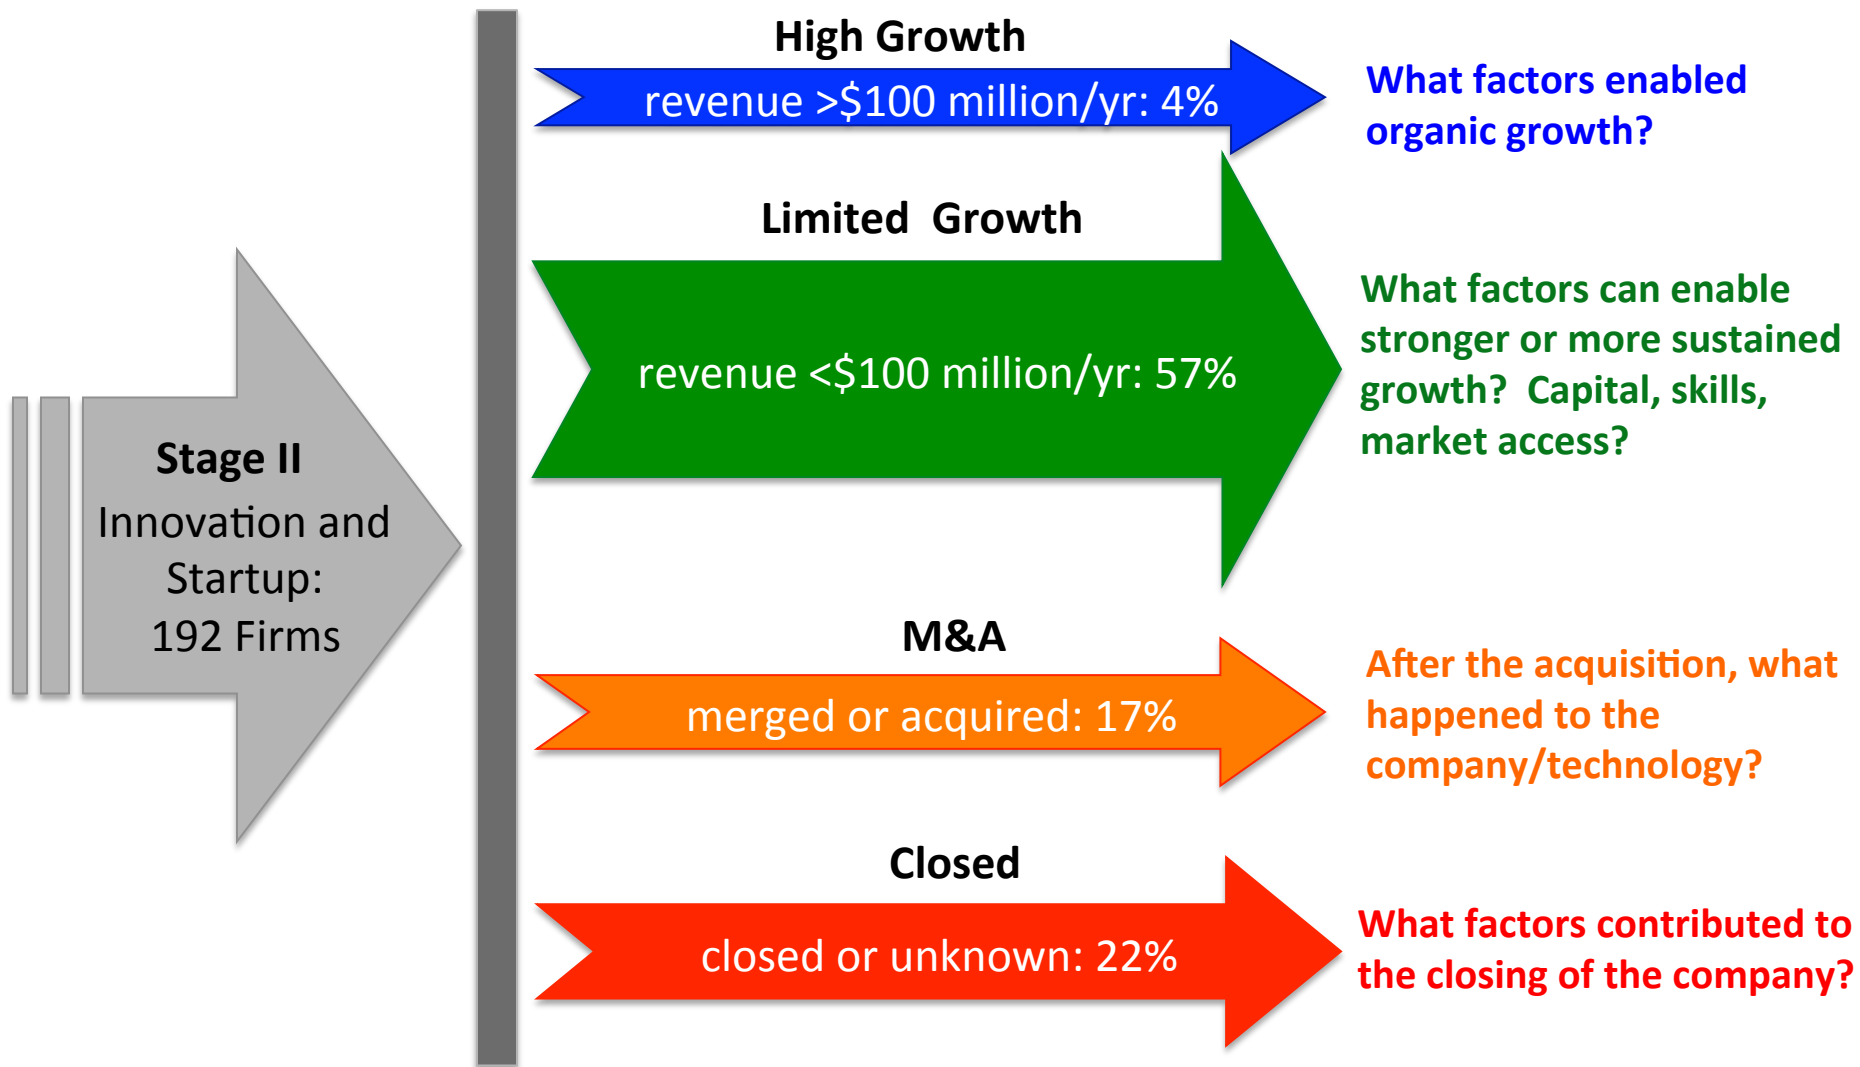 Stage II
Innovation and
Startup:
192 Firms
High Growth
revenue >$100 million/yr: 4%
What factors enabled
organic growth?
Limited  Growth
revenue <$100 million/yr: 57%
What factors can enable
stronger or more sustained
growth?  Capital, skills,
market access?
M&A
merged or acquired: 17%
After the acquisition, what
happened to the
company/technology?
Closed
closed or unknown: 22%
What factors contributed to
the closing of the company?